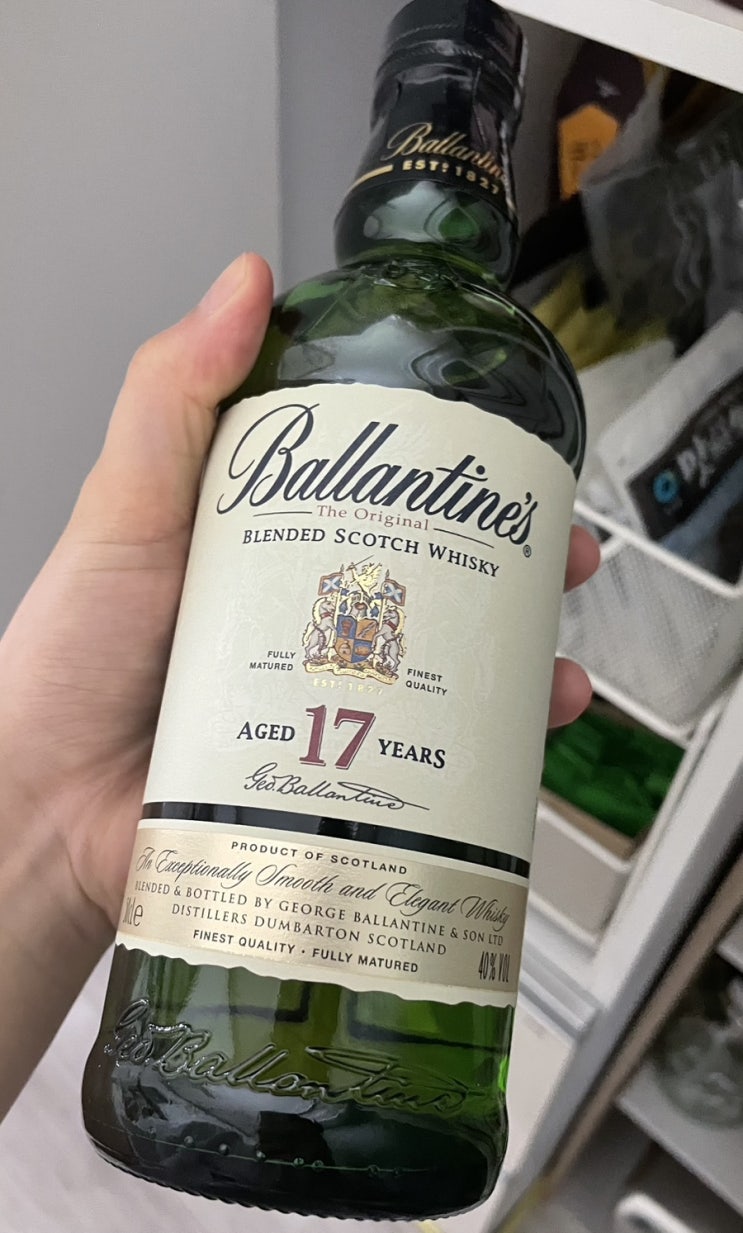 Ballantine
ESTD 1827
Ballantine's®
The Original
BLENDED SCOTCH WHISKY
FULLY
MATURED
FINEST
QUALITY
ESTD 1827
AGED 17 YEARS
Geo. Ballantine
PRODUCT OF SCOTLAND
An Exceptionally Smooth and Elegant Whisky
BLENDED & BOTTLED BY GEORGE BALLANTINE & SON LTD
DISTILLERS DUMBARTON SCOTLAND
FINEST QUALITY · FULLY MATURED
40% VOL
Geo. Ballantine